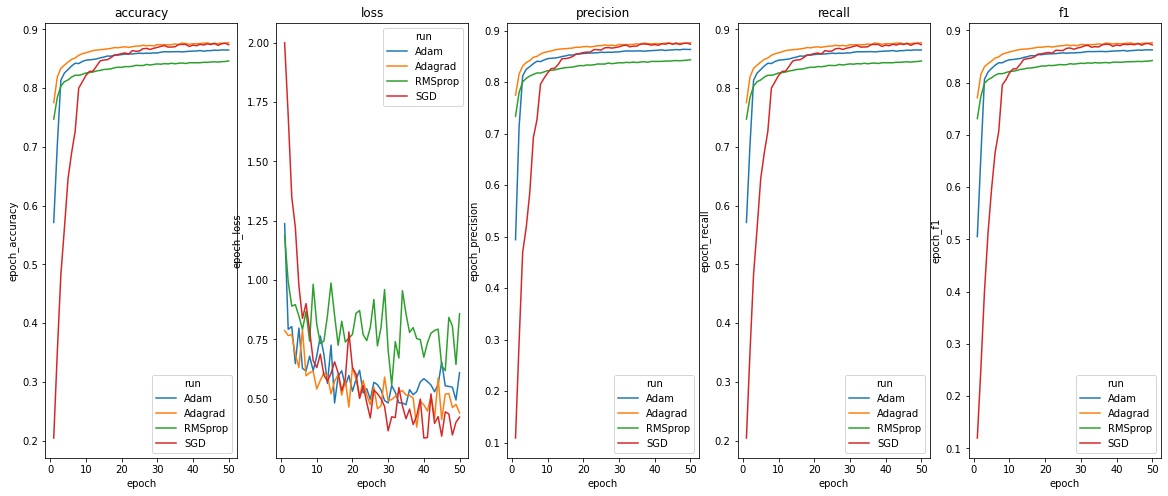 accuracy
loss
precision
recall
f1
epoch_accuracy
0.9
0.8
0.7
0.6
0.5
0.4
0.3
0.2
0 10 20 30 40 50
epoch
run
Adam
Adagrad
RMSprop
SGD
epoch_loss
2.00
1.75
1.50
1.25
1.00
0.75
0.50
0 10 20 30 40 50
epoch
run
Adam
Adagrad
RMSprop
SGD
epoch_precision
0.9
0.8
0.7
0.6
0.5
0.4
0.3
0.2
0.1
0 10 20 30 40 50
epoch
run
Adam
Adagrad
RMSprop
SGD
epoch_recall
0.9
0.8
0.7
0.6
0.5
0.4
0.3
0.2
0 10 20 30 40 50
epoch
run
Adam
Adagrad
RMSprop
SGD
epoch_f1
0.9
0.8
0.7
0.6
0.5
0.4
0.3
0.2
0.1
0 10 20 30 40 50
epoch
run
Adam
Adagrad
RMSprop
SGD